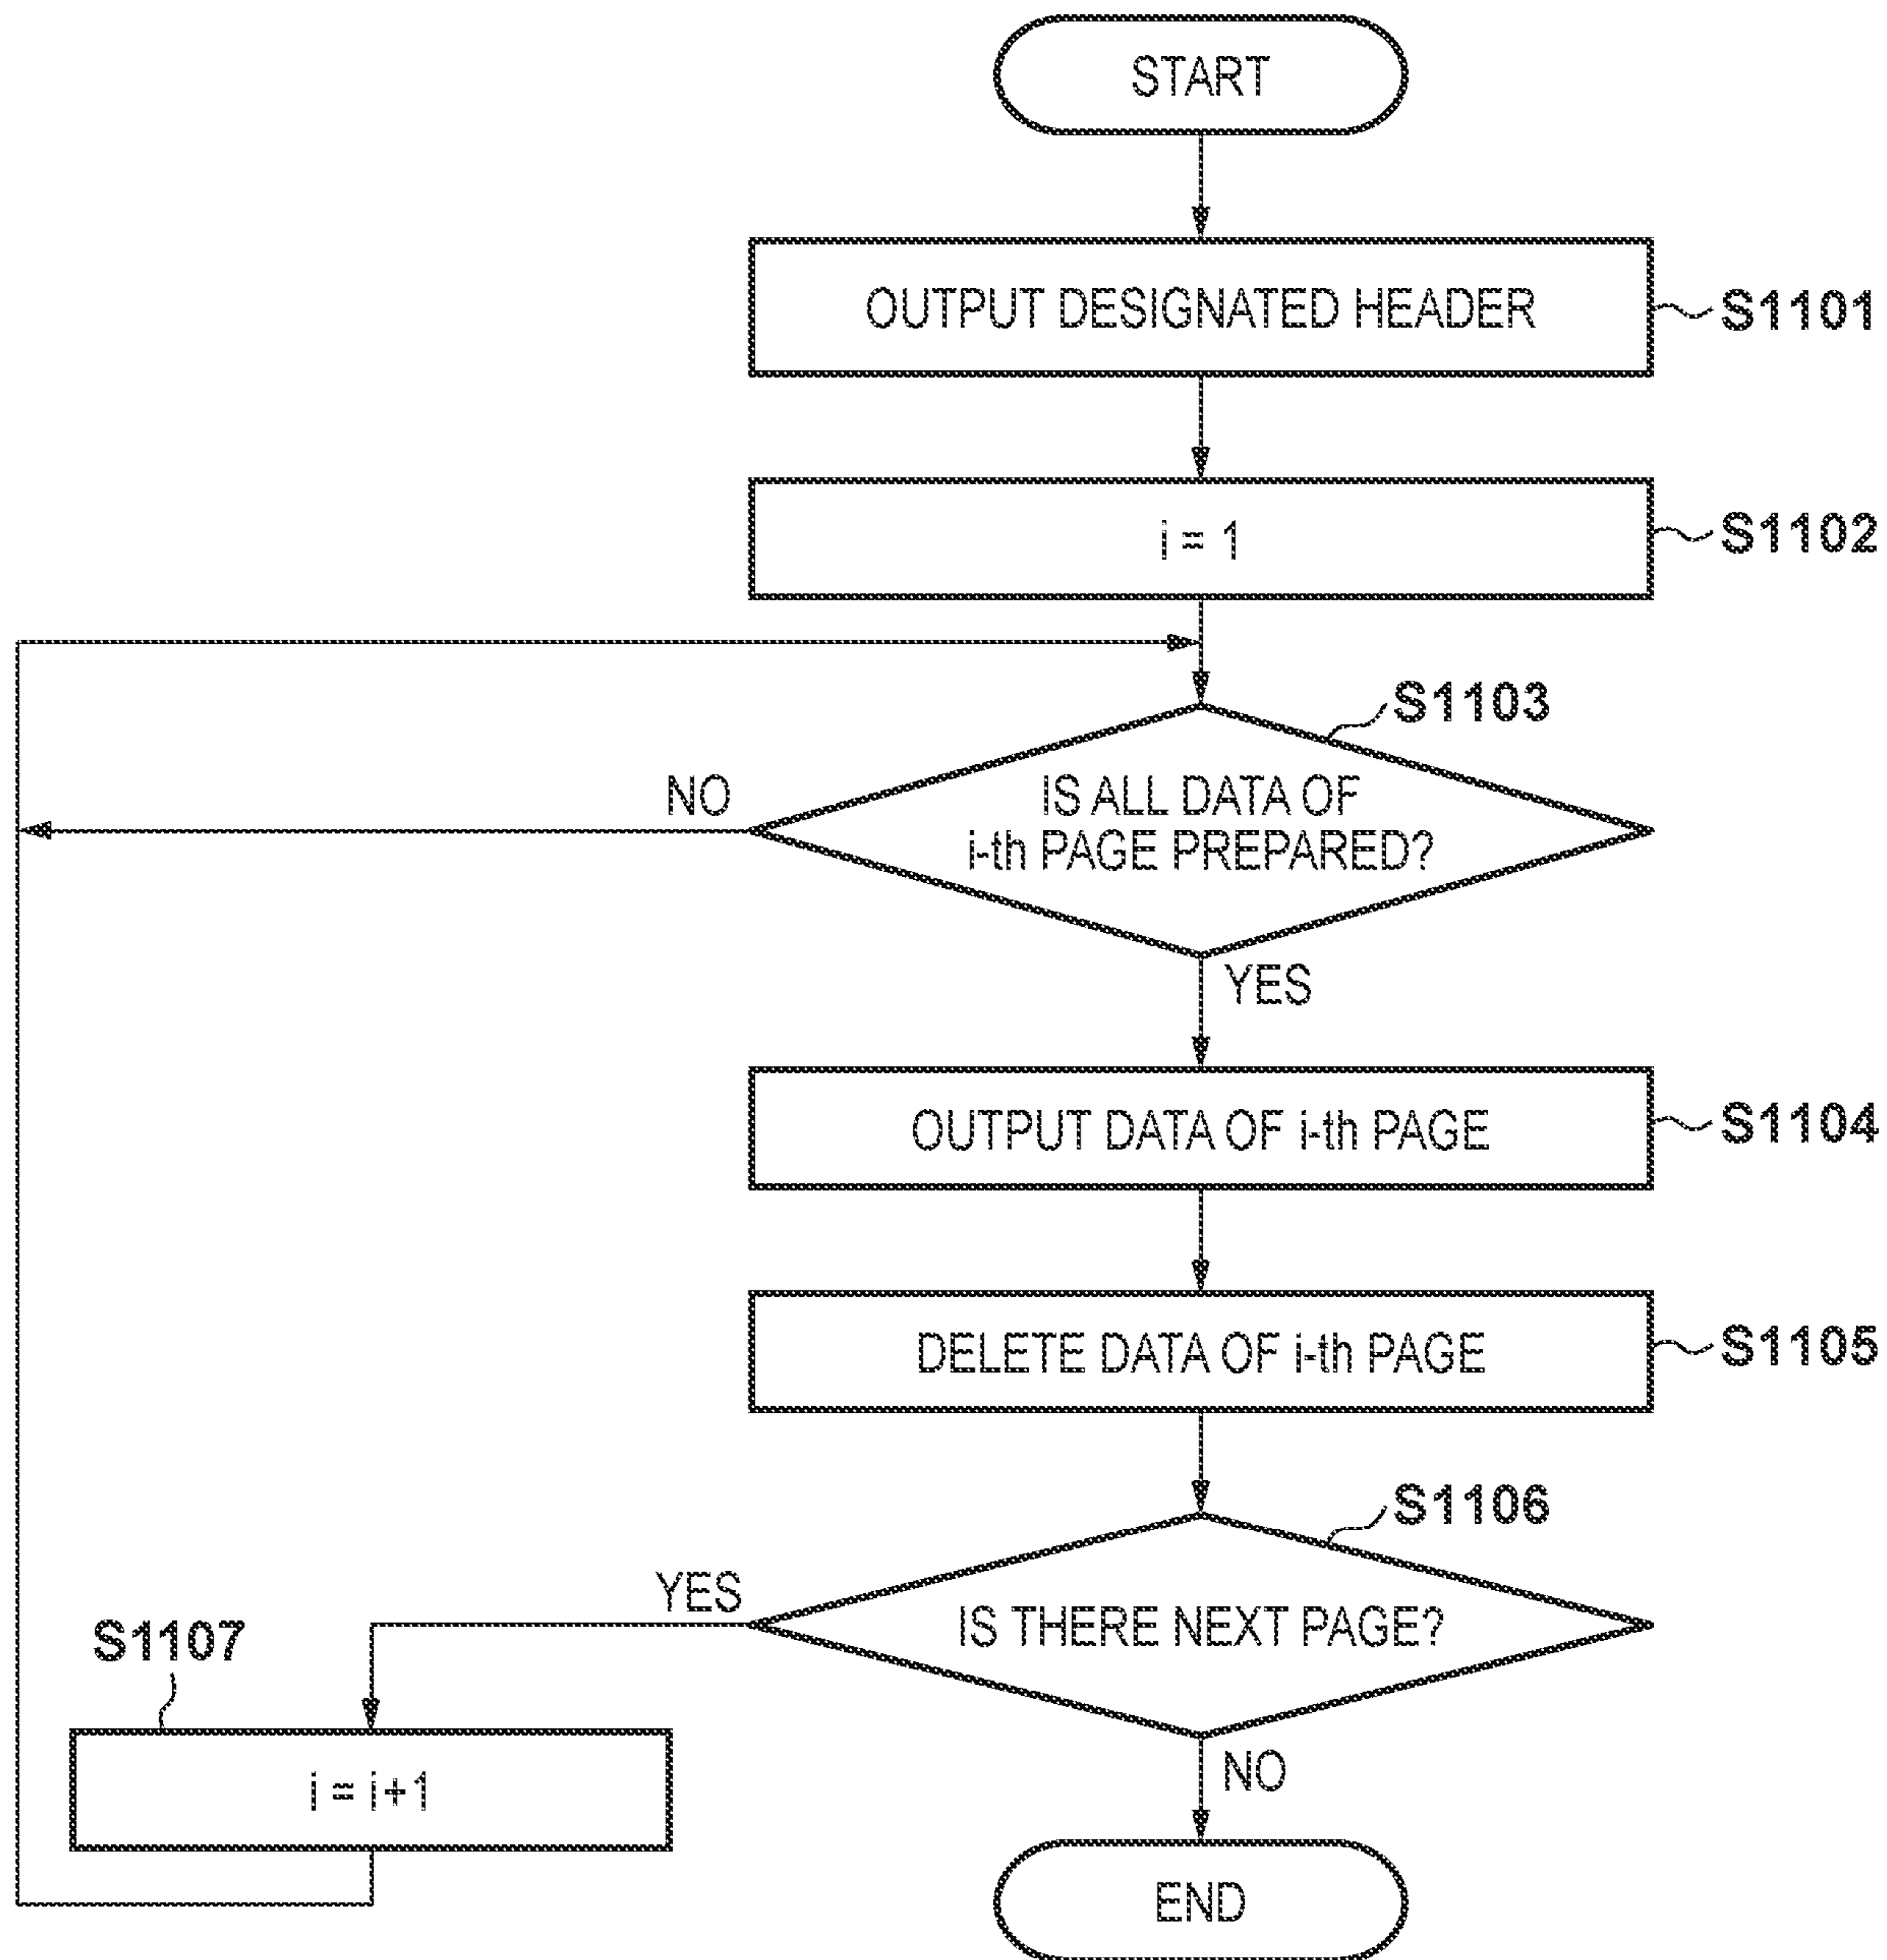 START
OUTPUT DESIGNATED HEADER
S1101
i = 1
S1102
S1103
IS ALL DATA OF
i-th PAGE PREPARED?
NO
YES
OUTPUT DATA OF i-th PAGE
S1104
DELETE DATA OF i-th PAGE
S1105
S1106
IS THERE NEXT PAGE?
YES
S1107
i = i+1
NO
END